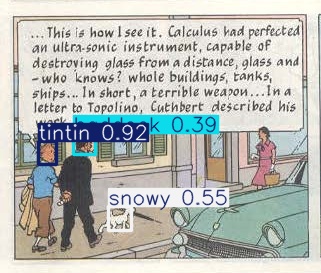 ...This is how I see it. Calculus had perfected
an ultra-sonic instrument, capable of
destroying glass from a distance, glass and
- who knows? whole buildings, tanks,
ships... In short, a terrible weapon... In a
letter to Topolino, Cuthbert described his
tintin 0.92
0.39
snowy 0.55